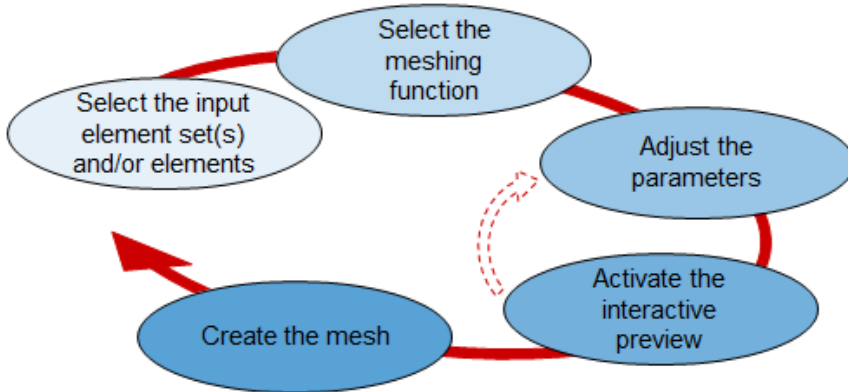 Select the
meshing
function
Select the input
element set(s)
and/or elements
Adjust the
parameters
Activate the
interactive
preview
Create the mesh